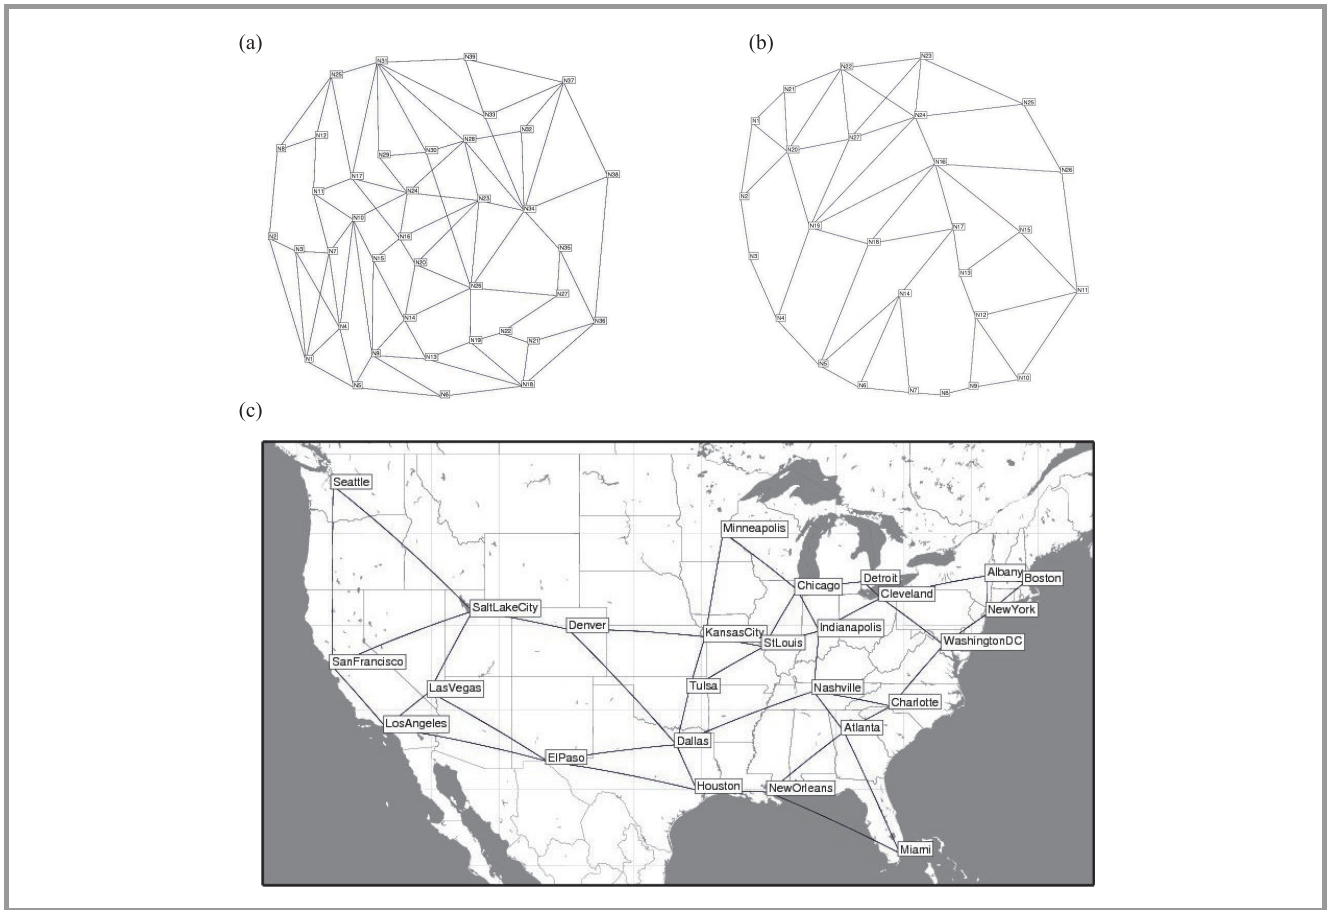 (a)
N39
N31
N25
N37
N33
N32
N12
N28
N8
N30
N29
N38
N17
N11
N24
N23
N34
N10
N2
N16
N3
N7
N35
N15
N20
N26
N27
N14
N36
N4
N22
N19
N21
N9
N13
N1
N5
N18
N6
(b)
N23
N22
N21
N25
N24
N1
N27
N20
N16
N26
N2
N19
N17
N15
N18
N3
N13
N11
N14
N12
N4
N5
N10
N6
N9
N7
N8
(c)
Seattle
Minneapolis
Albany
Boston
Detroit
Chicago
Cleveland
SaltLakeCity
NewYork
Denver
Indianapolis
KansasCity
StLouis
WashingtonDC
SanFrancisco
LasVegas
Tulsa
Nashville
Charlotte
LosAngeles
Atlanta
Dallas
ElPaso
Houston
NewOrleans
Miami